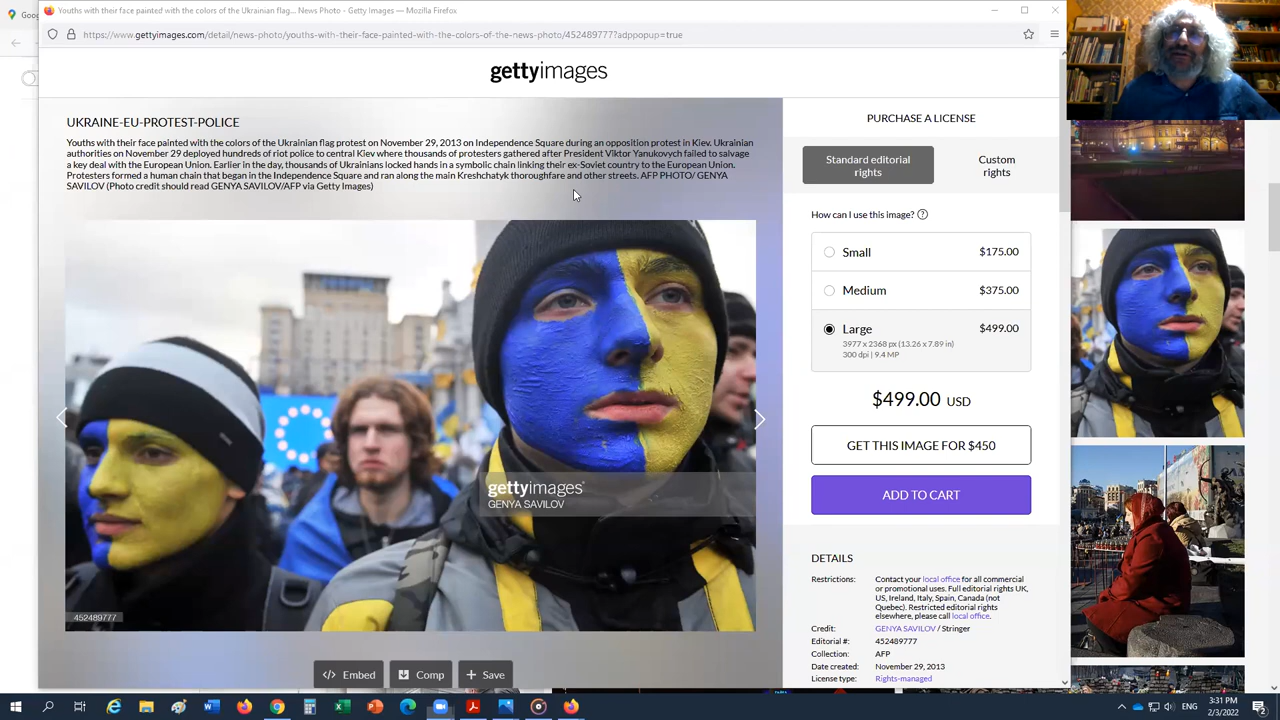 Google
Youths with their face painted with the colors of the Ukrainian flag... News Photo - Getty Images — Mozilla Firefox
https://www.gettyimages.com/detail/news-photo/youths-with-their-face-painted-with-the-colors-of-the-news-photo/452489777?adppopup=true
gettyimages
UKRAINE-EU-PROTEST-POLICE
Youths with their face painted with the colors of the Ukrainian flag protest on November 29, 2013 on Independence Square during an opposition protest in Kiev. Ukrainian
authorities on November 29 deployed hundreds of riot police to central Kiev where thousands of protesters gathered after President Viktor Yanukovych failed to salvage
a key deal with the European Union. Earlier in the day, thousands of Ukrainians locked hands in a symbolic chain linking the ex-Soviet country to the European Union.
Protesters formed a human chain that began in the Independence Square and ran among the main Kreshchatyk thoroughfare and other streets. AFP PHOTO/ GENYA
SAVILOV (Photo credit should read GENYA SAVILOV/AFP via Getty Images)
gettyimages®
GENYA SAVILOV
452489777
Embed
Comp
Save
PURCHASE A LICENSE
Standard editorial
rights
Custom
rights
How can I use this image?
Small $175.00
Medium $375.00
Large $499.00
3977 x 2368 px (13.26 x 7.89 in)
300 dpi | 9.4 MP
$499.00 USD
GET THIS IMAGE FOR $450
ADD TO CART
DETAILS
Restrictions: Contact your local office for all commercial
or promotional uses. Full editorial rights UK,
US, Ireland, Italy, Spain, Canada (not
Quebec). Restricted editorial rights
elsewhere, please call local office.
Credit: GENYA SAVILOV / Stringer
Editorial #: 452489777
Collection: AFP
Date created: November 29, 2013
License type: Rights-managed
ENG
3:31 PM
2/3/2022